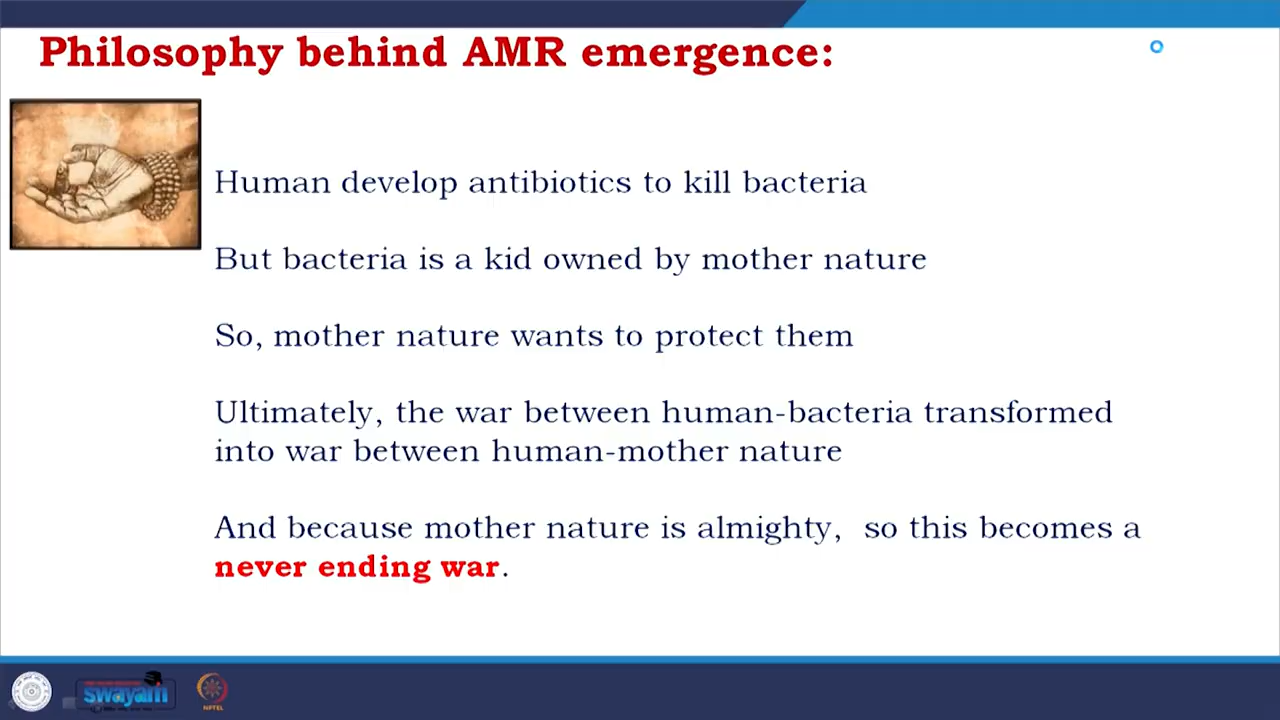 Philosophy behind AMR emergence:
Human develop antibiotics to kill bacteria
But bacteria is a kid owned by mother nature
So, mother nature wants to protect them
Ultimately, the war between human-bacteria transformed
into war between human-mother nature
And because mother nature is almighty, so this becomes a
never ending war.
swayam
NPTEL